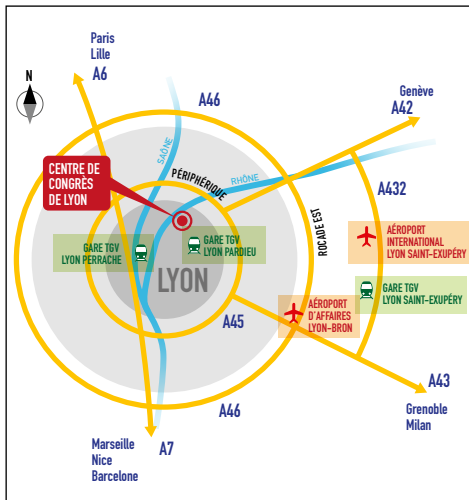 Paris
Lille
A6
N
A46
Genève
A42
SAÔNE
PÉRIPHÉRIQUE
RHÔNE
A432
CENTRE DE
CONGRÈS
DE LYON
ROCADE EST
AÉROPORT
INTERNATIONAL
LYON SAINT-EXUPÉRY
GARE TGV
LYON PERRACHE
GARE TGV
LYON PARDIEU
LYON
GARE TGV
LYON SAINT-EXUPÉRY
AÉROPORT
D'AFFAIRES
LYON-BRON
A45
A43
A46
Grenoble
Milan
Marseille
Nice
Barcelone
A7